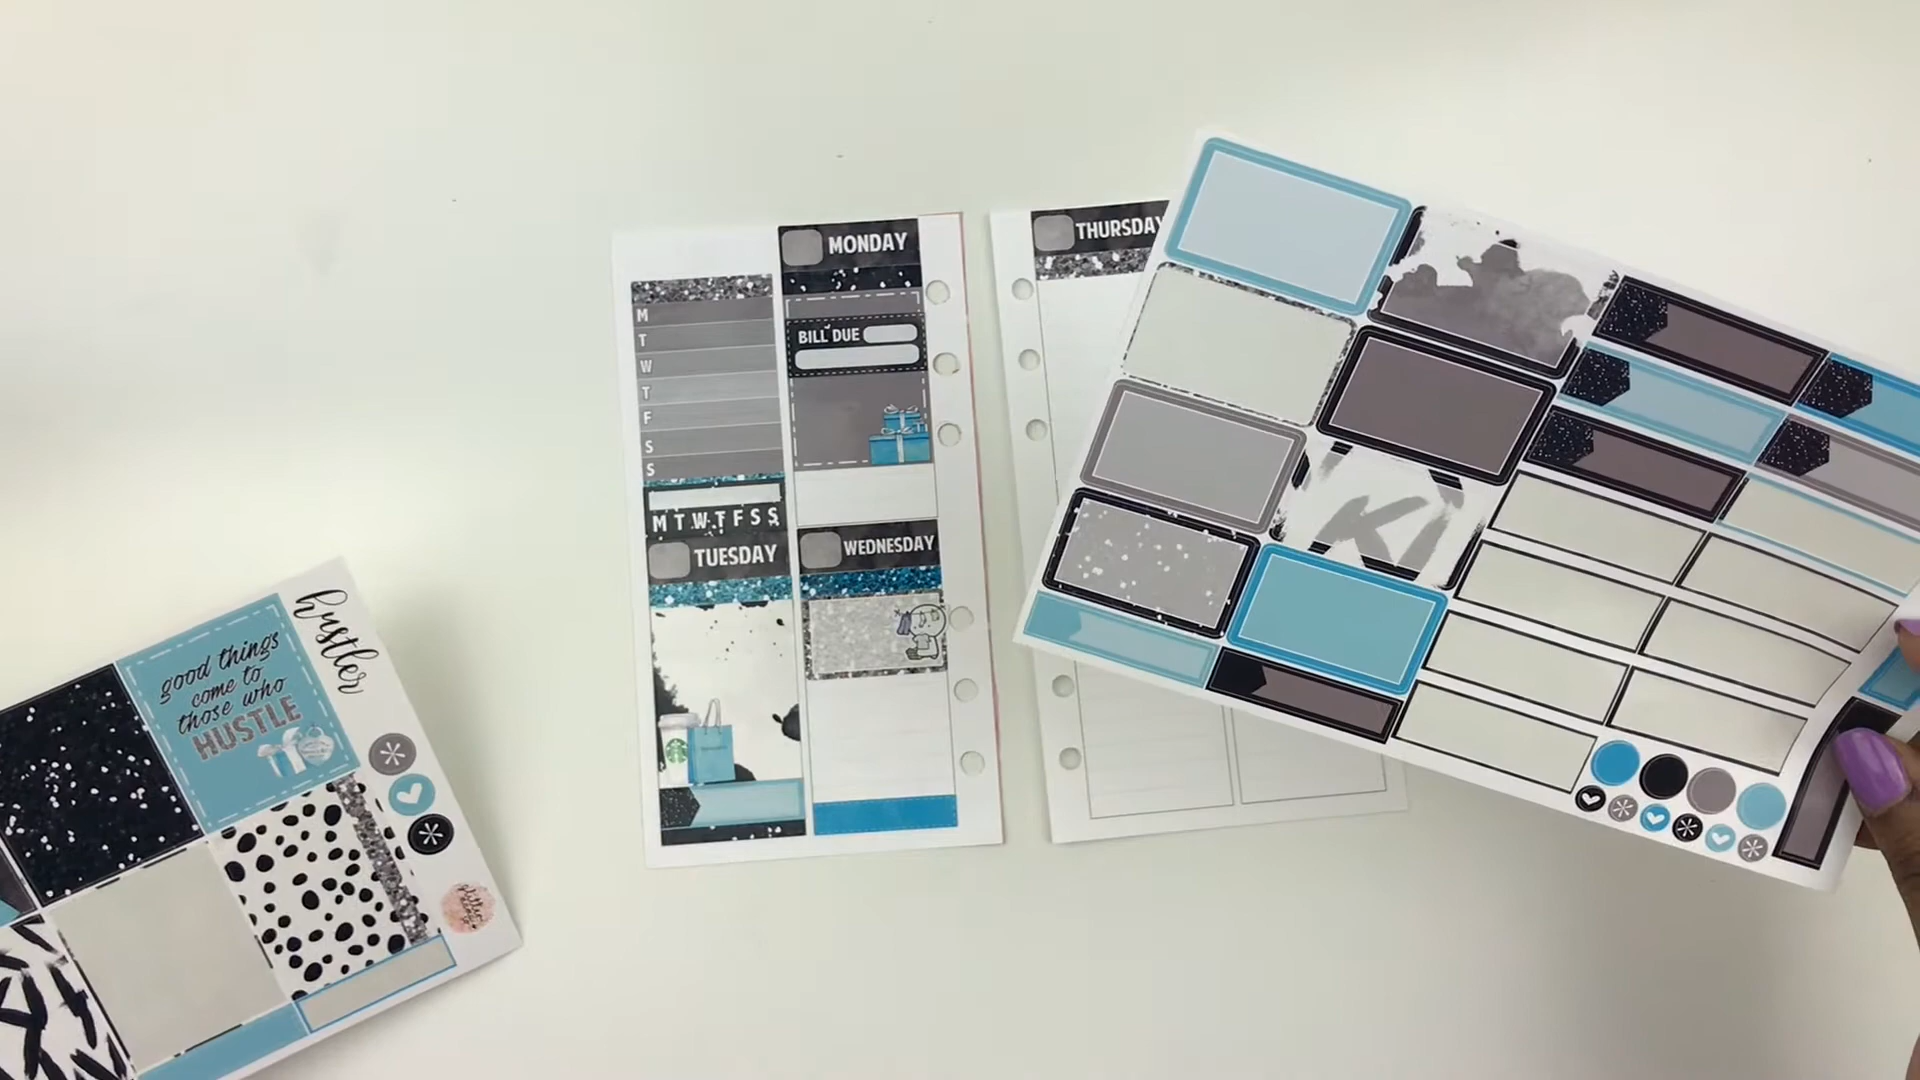 MONDAY
BILL DUE
M
T
W
T
F
S
S
M T W T F S S
TUESDAY
WEDNESDAY
THURSDAY
good things
come to
those who
HUSTLE
hustler